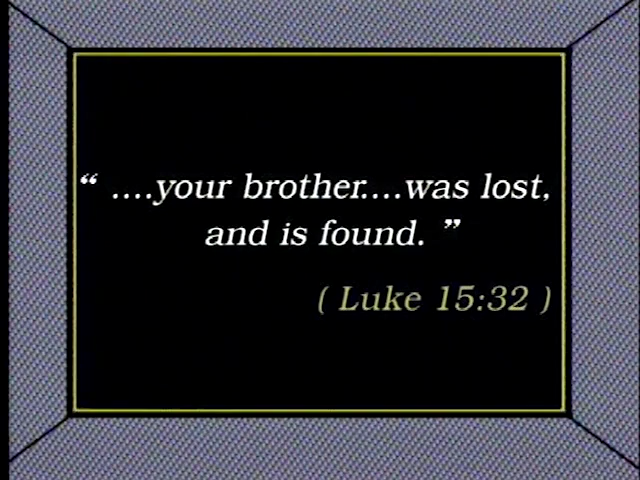 “ ....your brother....was lost,
and is found. ”
( Luke 15:32 )